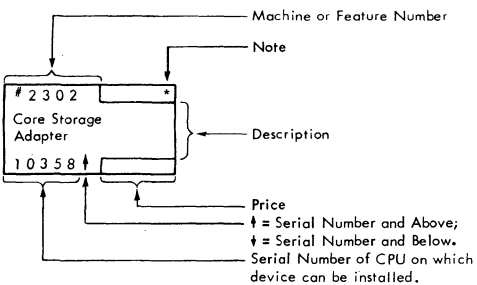 Machine or Feature Number
Note
# 2302 *
Core Storage
Adapter
Description
10358 ↑
Price
↑ = Serial Number and Above;
↓ = Serial Number and Below.
Serial Number of CPU on which
device can be installed.